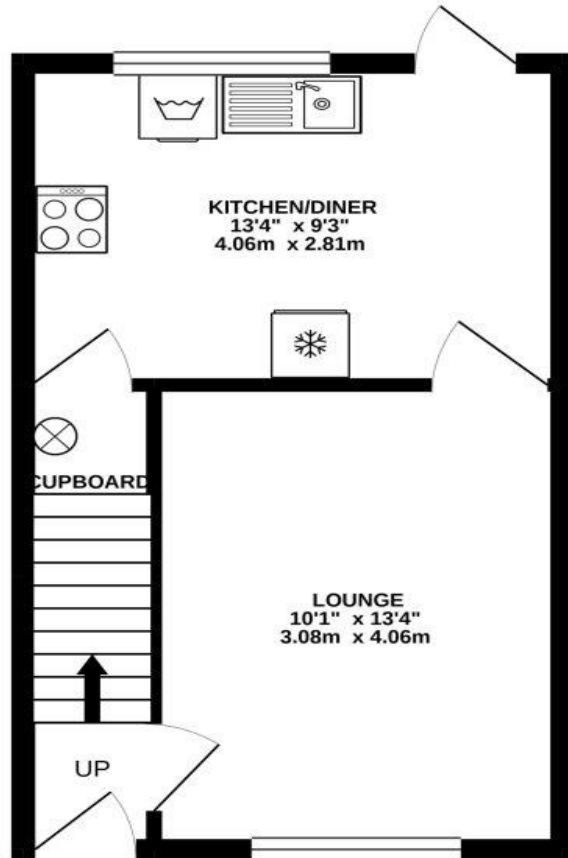 KITCHEN/DINER
13'4" x 9'3"
4.06m x 2.81m
CUPBOARD
LOUNGE
10'1" x 13'4"
3.08m x 4.06m
UP